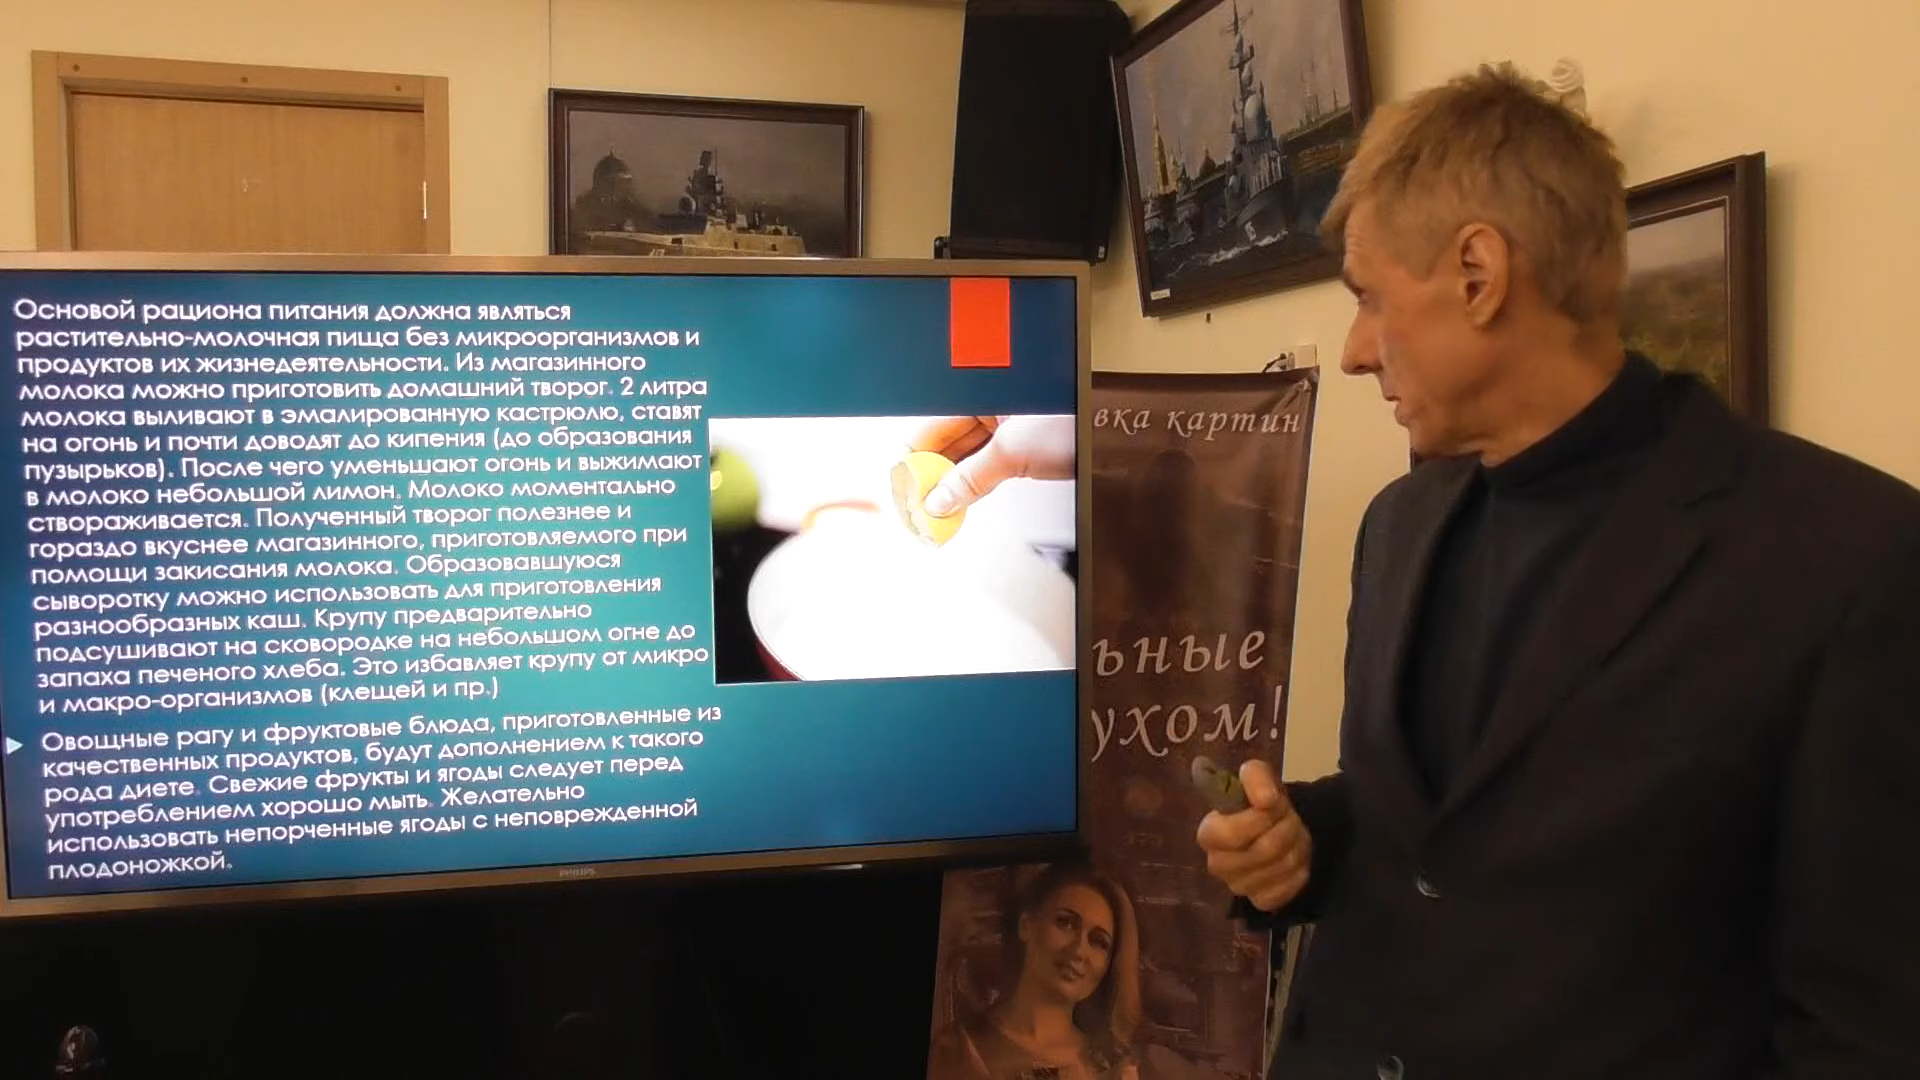 Основой рациона питания должна являться
растительно-молочная пища без микроорганизмов и
продуктов их жизнедеятельности. Из магазинного
молока можно приготовить домашний творог. 2 литра
молока выливают в эмалированную кастрюлю, ставят
на огонь и почти доводят до кипения (до образования
пузырьков). После чего уменьшают огонь и выжимают
в молоко небольшой лимон. Молоко моментально
створаживается. Полученный творог полезнее и
гораздо вкуснее магазинного, приготовляемого при
помощи закисания молока. Образовавшуюся
сыворотку можно использовать для приготовления
разнообразных каш. Крупу предварительно
подсушивают на сковородке на небольшом огне до
запаха печеного хлеба. Это избавляет крупу от микро
и макро-организмов (клещей и пр.)
Овощные рагу и фруктовые блюда, приготовленные из
качественных продуктов, будут дополнением к такого
рода диете. Свежие фрукты и ягоды следует перед
употреблением хорошо мыть. Желательно
использовать непорченные ягоды с неповрежденной
плодоножкой.
PHILIPS
вка картин
ьные
ухом!